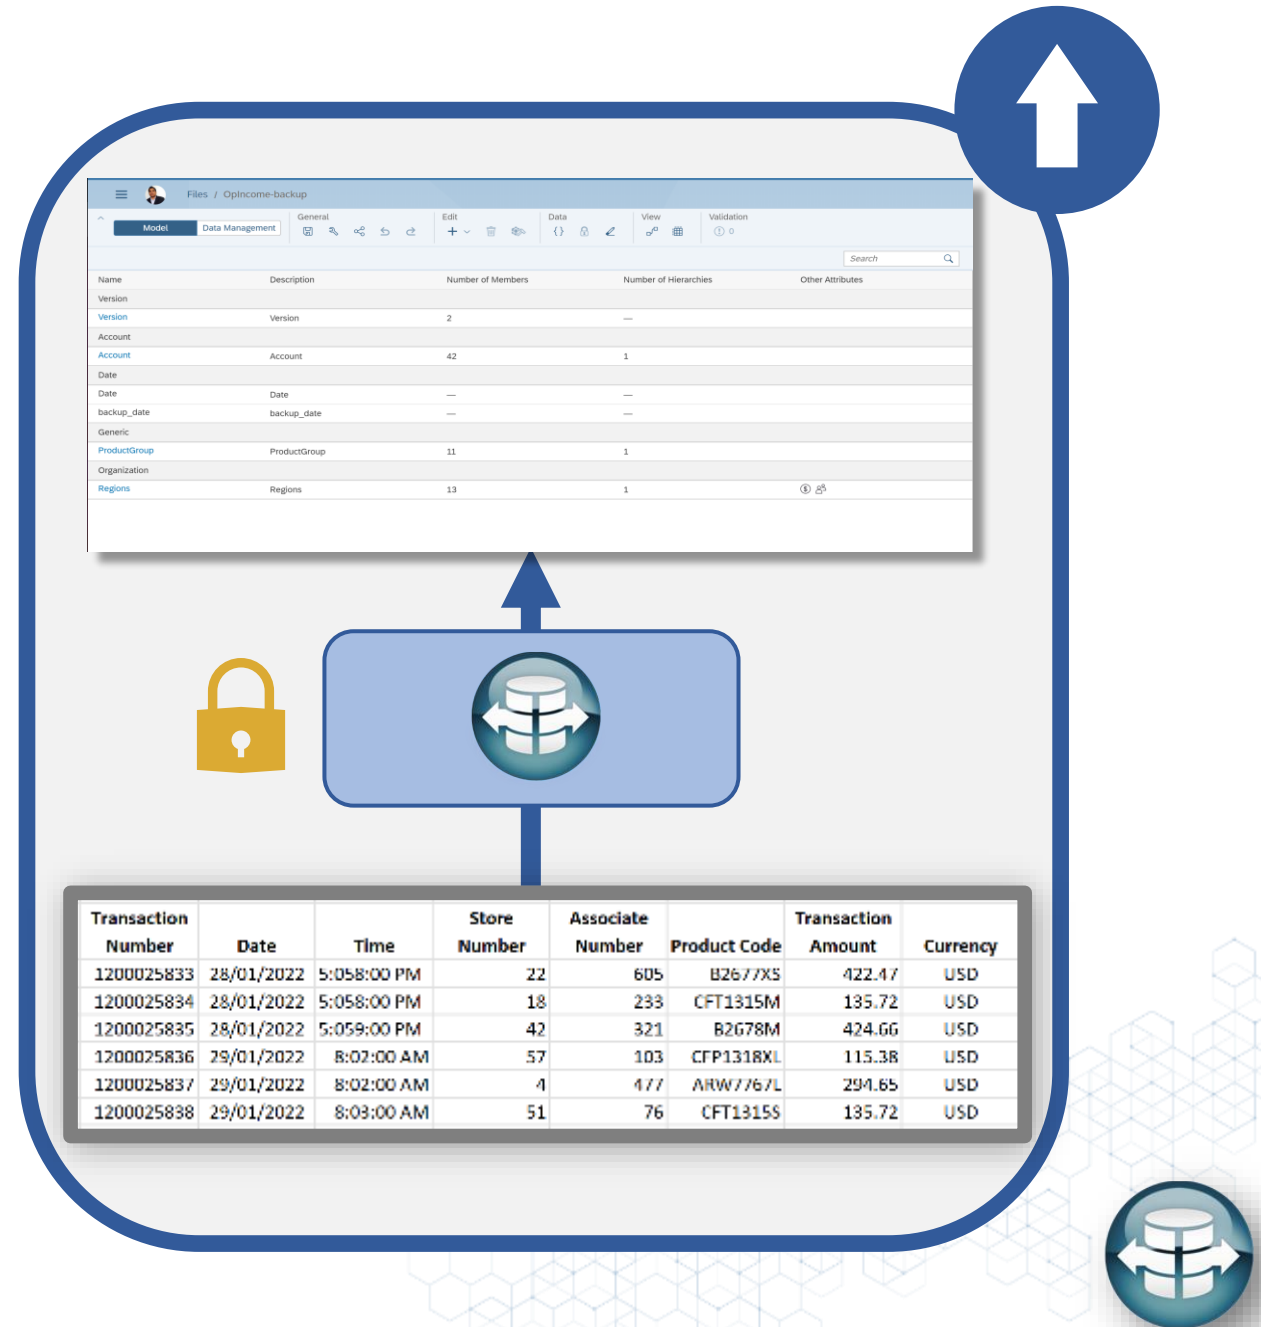 Files / OpIncome-backup
Model Data Management General Edit Data View Validation
0
Search
Name Description Number of Members Number of Hierarchies Other Attributes
Version
Version Version 2 —
Account
Account Account 42 1
Date
Date Date — —
backup_date backup_date — —
Generic
ProductGroup ProductGroup 11 1
Organization
Regions Regions 13 1
Transaction Number Date Time Store Number Associate Number Product Code Transaction Amount Currency
1200025833 28/01/2022 5:058:00 PM 22 605 B2677XS 422.47 USD
1200025834 28/01/2022 5:058:00 PM 18 233 CFT1315M 135.72 USD
1200025835 28/01/2022 5:059:00 PM 42 321 B2678M 424.66 USD
1200025836 29/01/2022 8:02:00 AM 57 103 CFP1318XL 115.38 USD
1200025837 29/01/2022 8:02:00 AM 4 477 ARW7767L 294.65 USD
1200025838 29/01/2022 8:03:00 AM 51 76 CFT1315S 135.72 USD